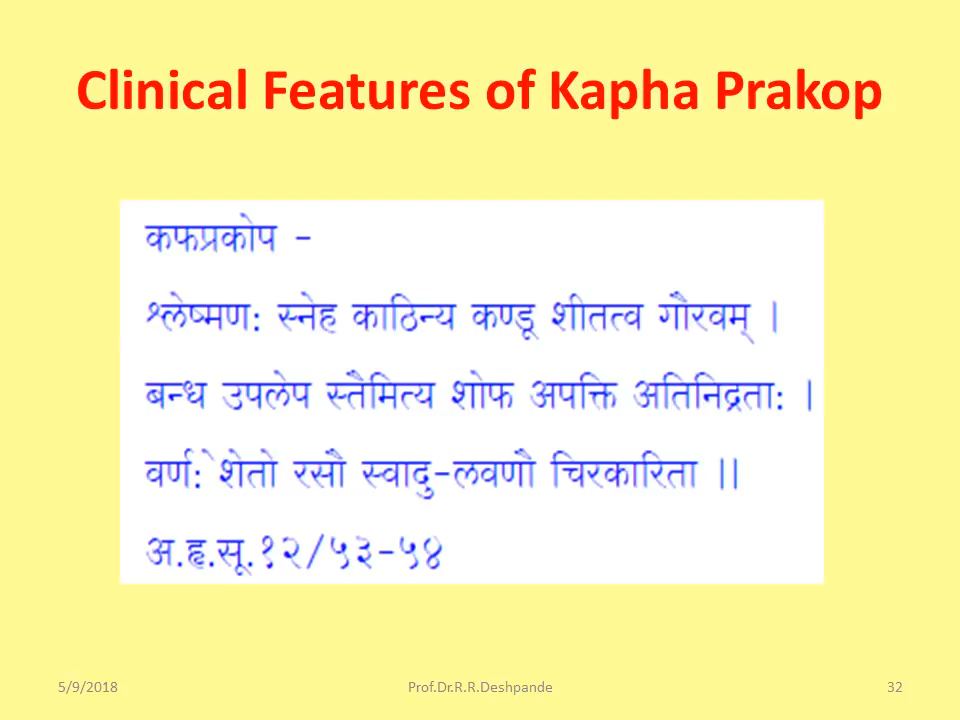 Clinical Features of Kapha Prakop
कफप्रकोप -
श्लेष्मण: स्नेह काठिन्य कण्डू शीतत्व गौरवम् ।
बन्ध उपलेप स्तैमित्य शोफ अपक्ति अतिनिद्रता: ।
वर्ण: शेतो रसौ स्वादु-लवणौ चिरकारिता ॥
अ.हृ.सू.१२/५३-५४
5/9/2018 Prof.Dr.R.R.Deshpande 32